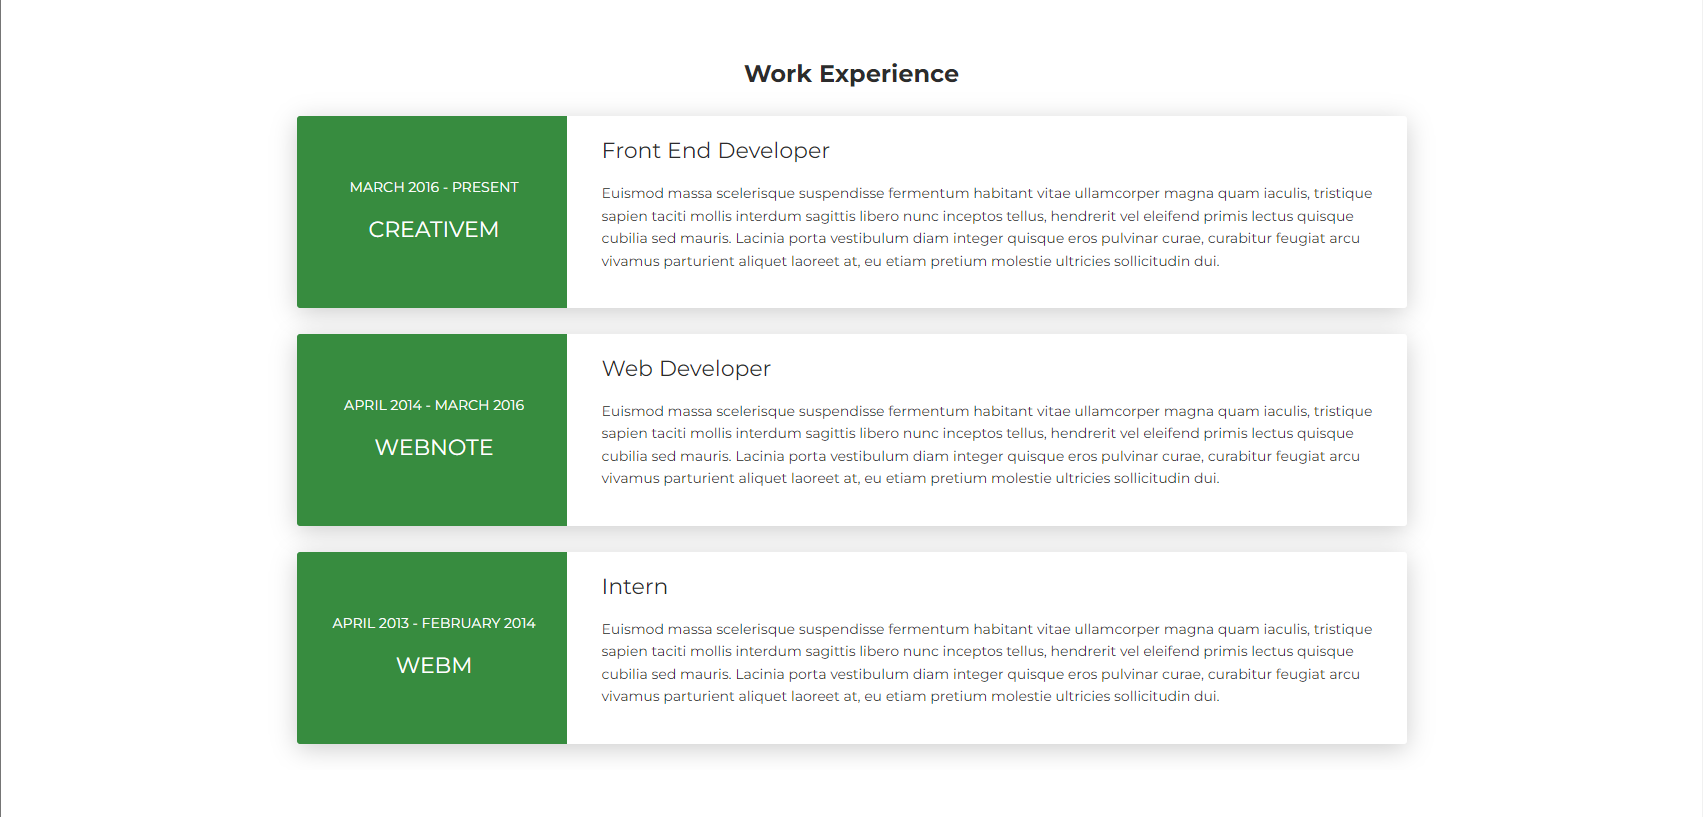 Work Experience
MARCH 2016 - PRESENT
CREATIVEM
Front End Developer
Euismod massa scelerisque suspendisse fermentum habitant vitae ullamcorper magna quam iaculis, tristique
sapien taciti mollis interdum sagittis libero nunc inceptos tellus, hendrerit vel eleifend primis lectus quisque
cubilia sed mauris. Lacinia porta vestibulum diam integer quisque eros pulvinar curae, curabitur feugiat arcu
vivamus parturient aliquet laoreet at, eu etiam pretium molestie ultricies sollicitudin dui.
APRIL 2014 - MARCH 2016
WEBNOTE
Web Developer
Euismod massa scelerisque suspendisse fermentum habitant vitae ullamcorper magna quam iaculis, tristique
sapien taciti mollis interdum sagittis libero nunc inceptos tellus, hendrerit vel eleifend primis lectus quisque
cubilia sed mauris. Lacinia porta vestibulum diam integer quisque eros pulvinar curae, curabitur feugiat arcu
vivamus parturient aliquet laoreet at, eu etiam pretium molestie ultricies sollicitudin dui.
APRIL 2013 - FEBRUARY 2014
WEBM
Intern
Euismod massa scelerisque suspendisse fermentum habitant vitae ullamcorper magna quam iaculis, tristique
sapien taciti mollis interdum sagittis libero nunc inceptos tellus, hendrerit vel eleifend primis lectus quisque
cubilia sed mauris. Lacinia porta vestibulum diam integer quisque eros pulvinar curae, curabitur feugiat arcu
vivamus parturient aliquet laoreet at, eu etiam pretium molestie ultricies sollicitudin dui.